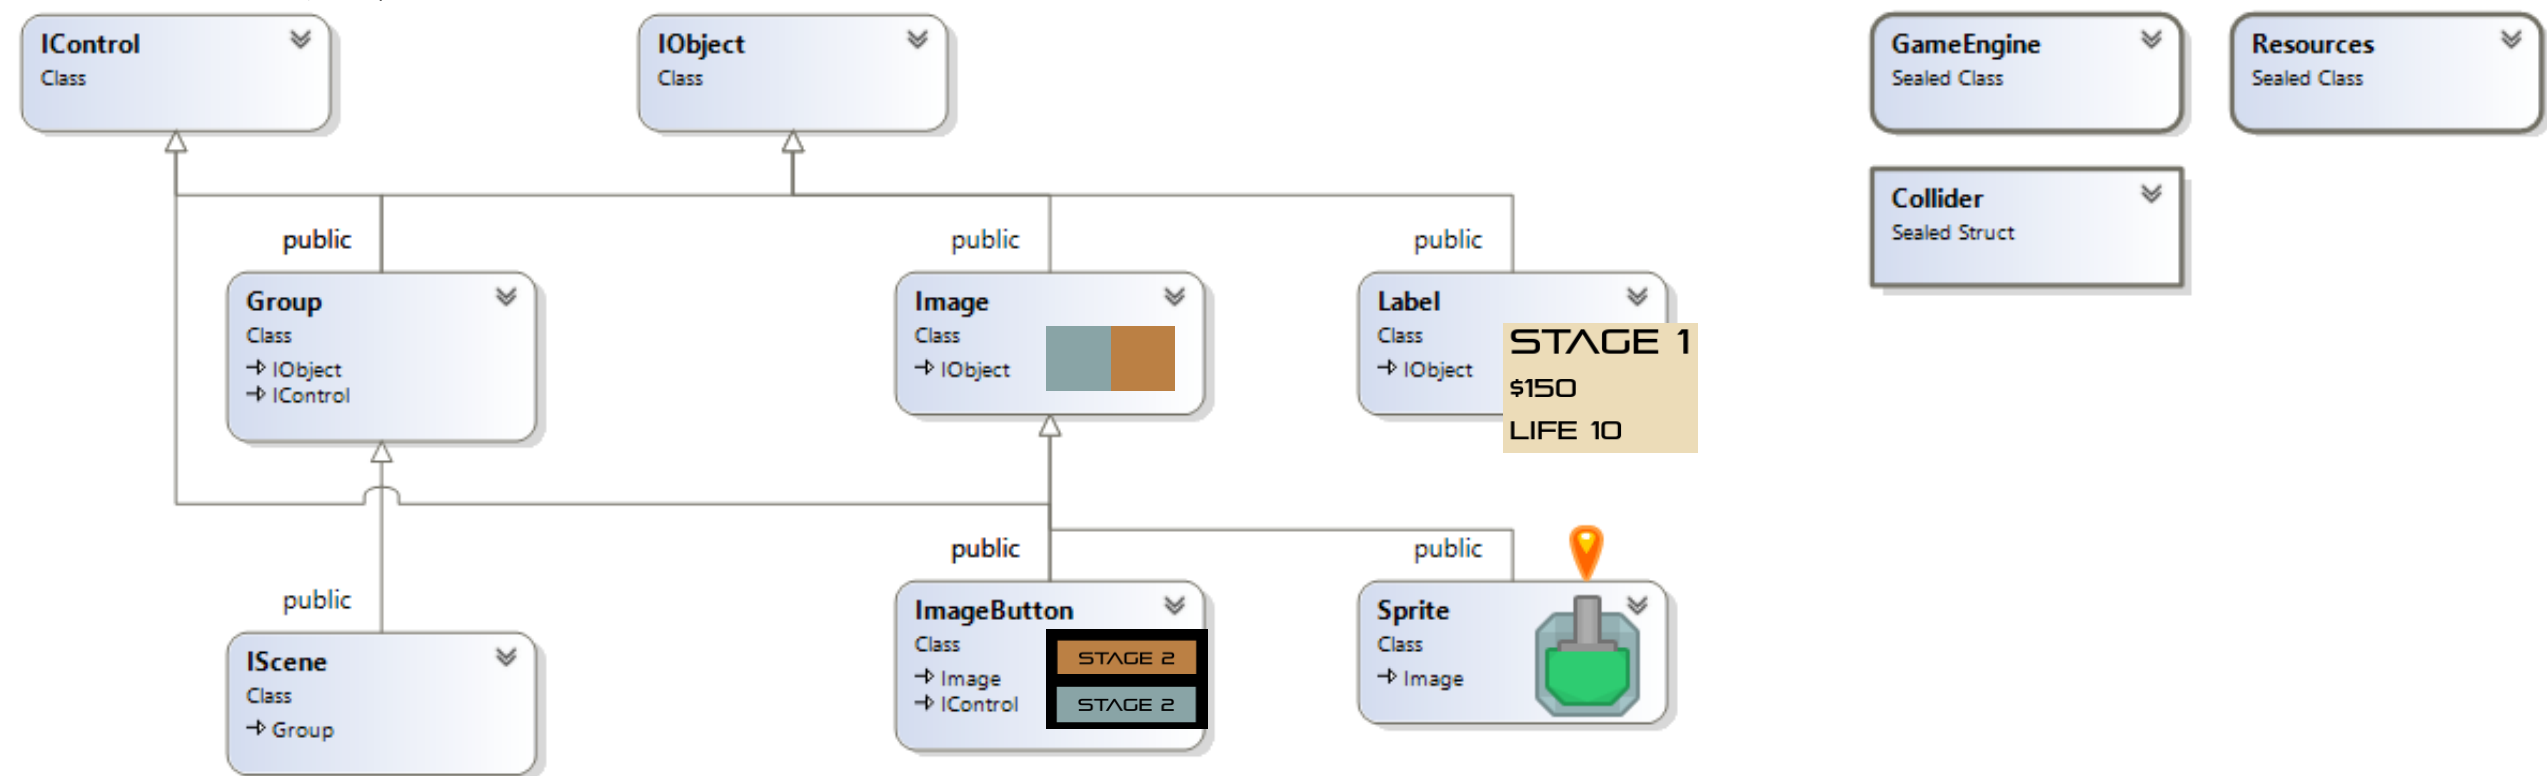 IControl
Class
IObject
Class
GameEngine
Sealed Class
Resources
Sealed Class
Collider
Sealed Struct
public
public
public
Group
Class
IObject
IControl
Image
Class
IObject
Label
Class
IObject
STAGE 1
$150
LIFE 10
public
public
public
IScene
Class
Group
ImageButton
Class
Image
IControl
STAGE 2
STAGE 2
Sprite
Class
Image